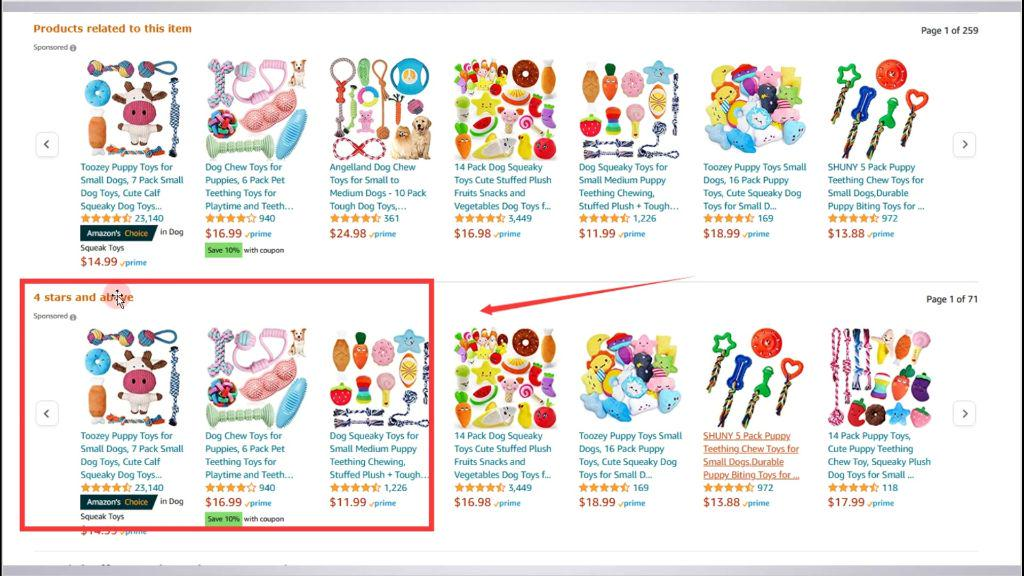 Products related to this item
Page 1 of 259
Sponsored
Toozey Puppy Toys for
Small Dogs, 7 Pack Small
Dog Toys, Cute Calf
Squeaky Dog Toys...
23,140
Amazon's Choice in Dog
Squeak Toys
$14.99 prime
Dog Chew Toys for
Puppies, 6 Pack Pet
Teething Toys for
Playtime and Teeth...
940
$16.99 prime
Save 10% with coupon
Angelland Dog Chew
Toys for Small to
Medium Dogs - 10 Pack
Tough Dog Toys,...
361
$24.98 prime
14 Pack Dog Squeaky
Toys Cute Stuffed Plush
Fruits Snacks and
Vegetables Dog Toys f...
3,449
$16.98 prime
Dog Squeaky Toys for
Small Medium Puppy
Teething Chewing,
Stuffed Plush + Tough...
1,226
$11.99 prime
Toozey Puppy Toys Small
Dogs, 16 Pack Puppy
Toys, Cute Squeaky Dog
Toys for Small D...
169
$18.99 prime
SHUNY 5 Pack Puppy
Teething Chew Toys for
Small Dogs,Durable
Puppy Biting Toys for ...
972
$13.88 prime
4 stars and above
Page 1 of 71
Sponsored
Toozey Puppy Toys for
Small Dogs, 7 Pack Small
Dog Toys, Cute Calf
Squeaky Dog Toys...
23,140
Amazon's Choice in Dog
Squeak Toys
$14.99 prime
Dog Chew Toys for
Puppies, 6 Pack Pet
Teething Toys for
Playtime and Teeth...
940
$16.99 prime
Save 10% with coupon
Dog Squeaky Toys for
Small Medium Puppy
Teething Chewing,
Stuffed Plush + Tough...
1,226
$11.99 prime
14 Pack Dog Squeaky
Toys Cute Stuffed Plush
Fruits Snacks and
Vegetables Dog Toys f...
3,449
$16.98 prime
Toozey Puppy Toys Small
Dogs, 16 Pack Puppy
Toys, Cute Squeaky Dog
Toys for Small D...
169
$18.99 prime
SHUNY 5 Pack Puppy
Teething Chew Toys for
Small Dogs,Durable
Puppy Biting Toys for ...
972
$13.88 prime
14 Pack Puppy Toys,
Cute Puppy Teething
Chew Toy, Squeaky Plush
Dog Toys for Small ...
118
$17.99 prime